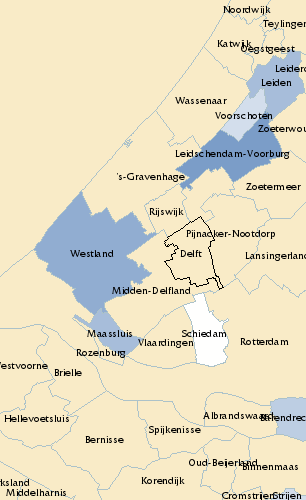 Noordwijk
Teylingen
Katwijk
Oegstgeest
Leiderd
Leiden
Wassenaar
Voorschoten
Zoeterwou
Leidschendam-Voorburg
's-Gravenhage
Zoetermeer
Rijswijk
Pijnacker-Nootdorp
Westland
Delft
Lansingerland
Midden-Delfland
Maassluis
Schiedam
Vlaardingen
Rotterdam
Rozenburg
Westvoorne
Brielle
Albrandswaard
Barendrec
Hellevoetsluis
Spijkenisse
Bernisse
Oud-Beijerland
Binnenmaas
Korendijk
rksland
Middelharnis
Cromstrijen
Strijen